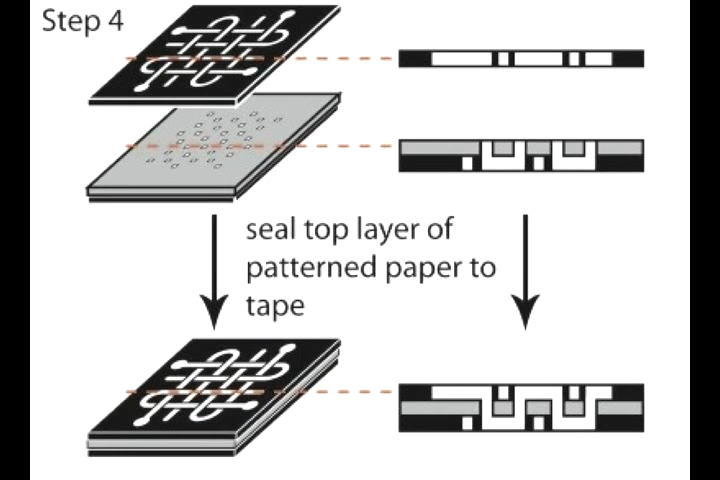 Step 4
seal top layer of
patterned paper to
tape